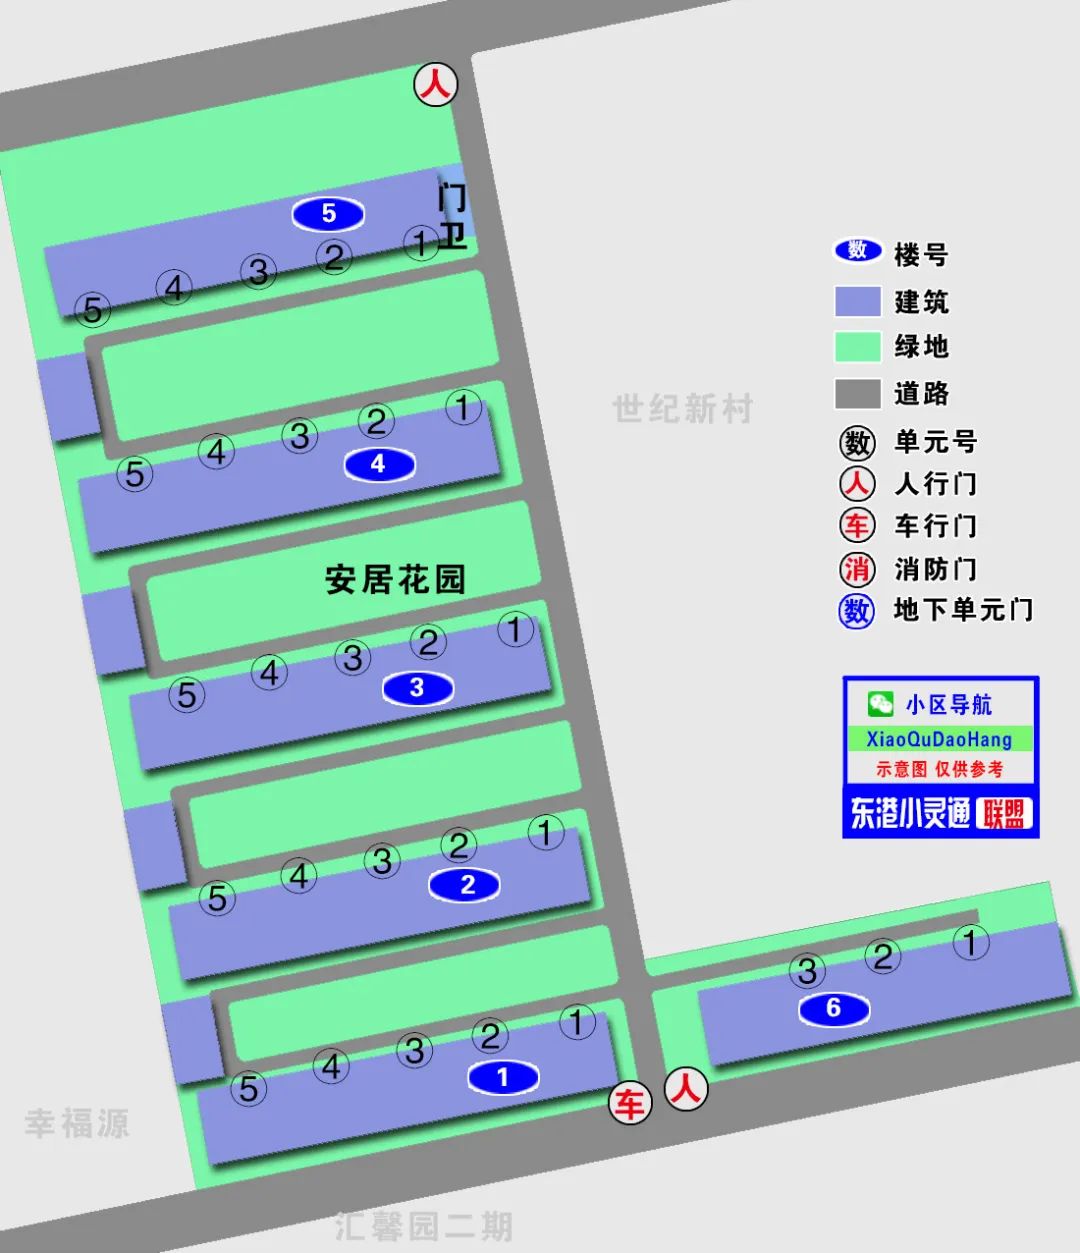 人
门
卫
5
1
2
3
4
5
数 楼号
建筑
绿地
道路
数 单元号
人 人行门
车 车行门
消 消防门
数 地下单元门
世纪新村
1
2
3
4
5
4
安居花园
1
2
3
4
5
3
小区导航
XiaoQuDaoHang
示意图 仅供参考
东港小灵通 联盟
1
2
3
4
5
2
1
2
3
6
1
2
3
4
5
1
车
人
幸福源
汇馨园二期